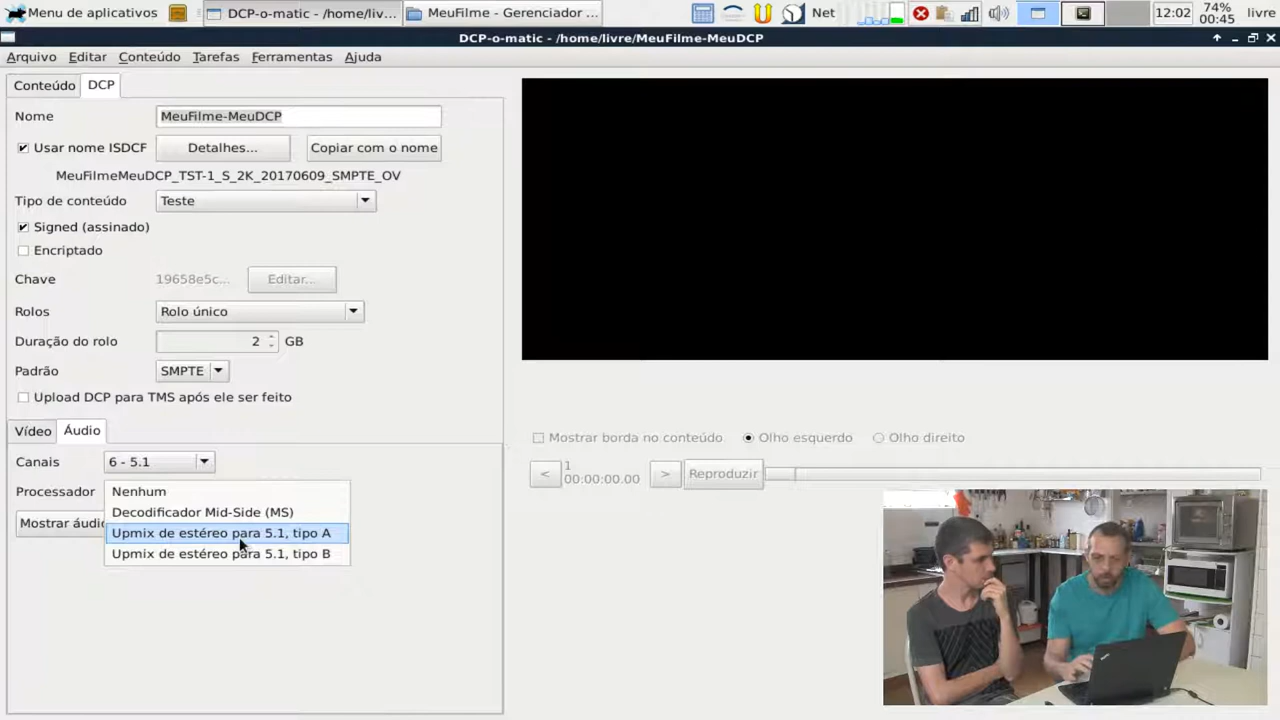 Menu de aplicativos
DCP-o-matic - /home/liv...
MeuFilme - Gerenciador ...
Net
12:02
74%
00:45
livre
DCP-o-matic - /home/livre/MeuFilme-MeuDCP
Arquivo Editar Conteúdo Tarefas Ferramentas Ajuda
Conteúdo DCP
Nome MeuFilme-MeuDCP
Usar nome ISDCF Detalhes... Copiar com o nome
MeuFilmeMeuDCP_TST-1_S_2K_20170609_SMPTE_OV
Tipo de conteúdo Teste
Signed (assinado)
Encriptado
Chave 19658e5c... Editar...
Rolos Rolo único
Duração do rolo 2 GB
Padrão SMPTE
Upload DCP para TMS após ele ser feito
Vídeo Áudio
Canais 6 - 5.1
Processador
Nenhum
Decodificador Mid-Side (MS)
Upmix de estéreo para 5.1, tipo A
Upmix de estéreo para 5.1, tipo B
Mostrar áudio
Mostrar borda no conteúdo Olho esquerdo Olho direito
< 1 00:00:00.00 > Reproduzir